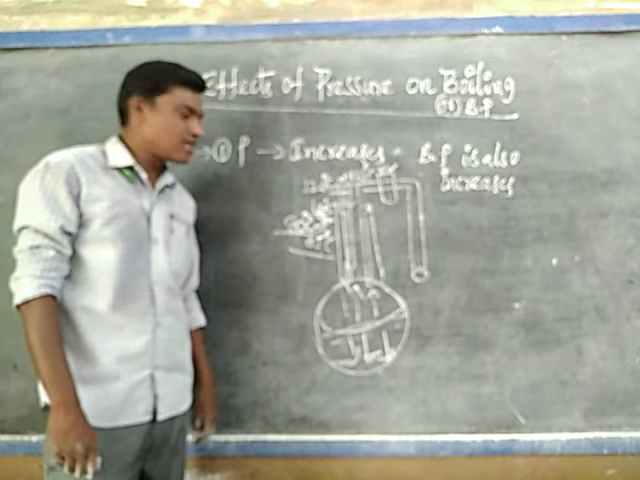 Effects of Pressure on Boiling
(or) B.P
→ ① P → Increases. B.P is also
Increases